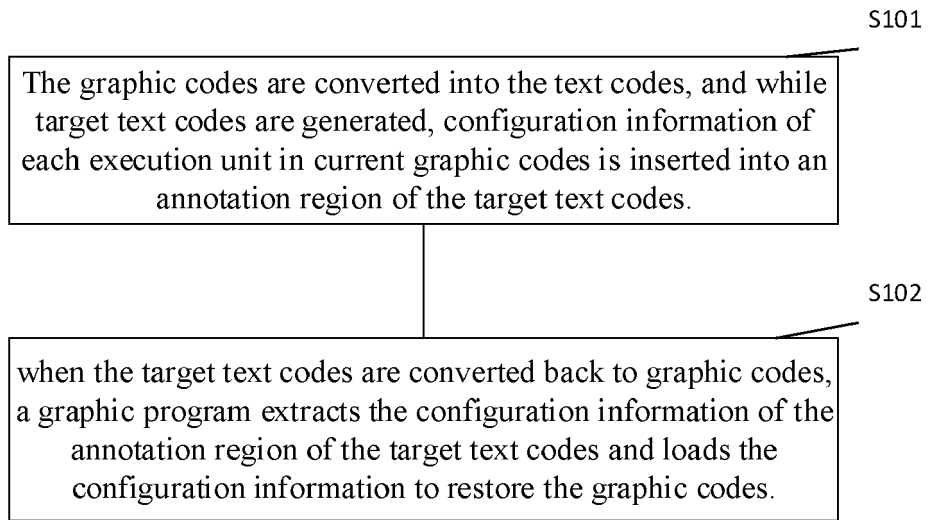 S101
The graphic codes are converted into the text codes, and while
target text codes are generated, configuration information of
each execution unit in current graphic codes is inserted into an
annotation region of the target text codes.
S102
when the target text codes are converted back to graphic codes,
a graphic program extracts the configuration information of the
annotation region of the target text codes and loads the
configuration information to restore the graphic codes.